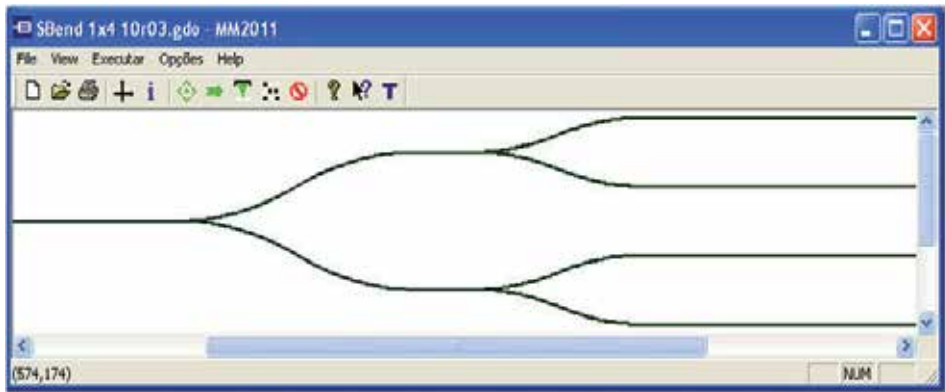 SBend 1x4 10r03.gdo - MM2011
File View Executar Opções Help
(574,174) NUM